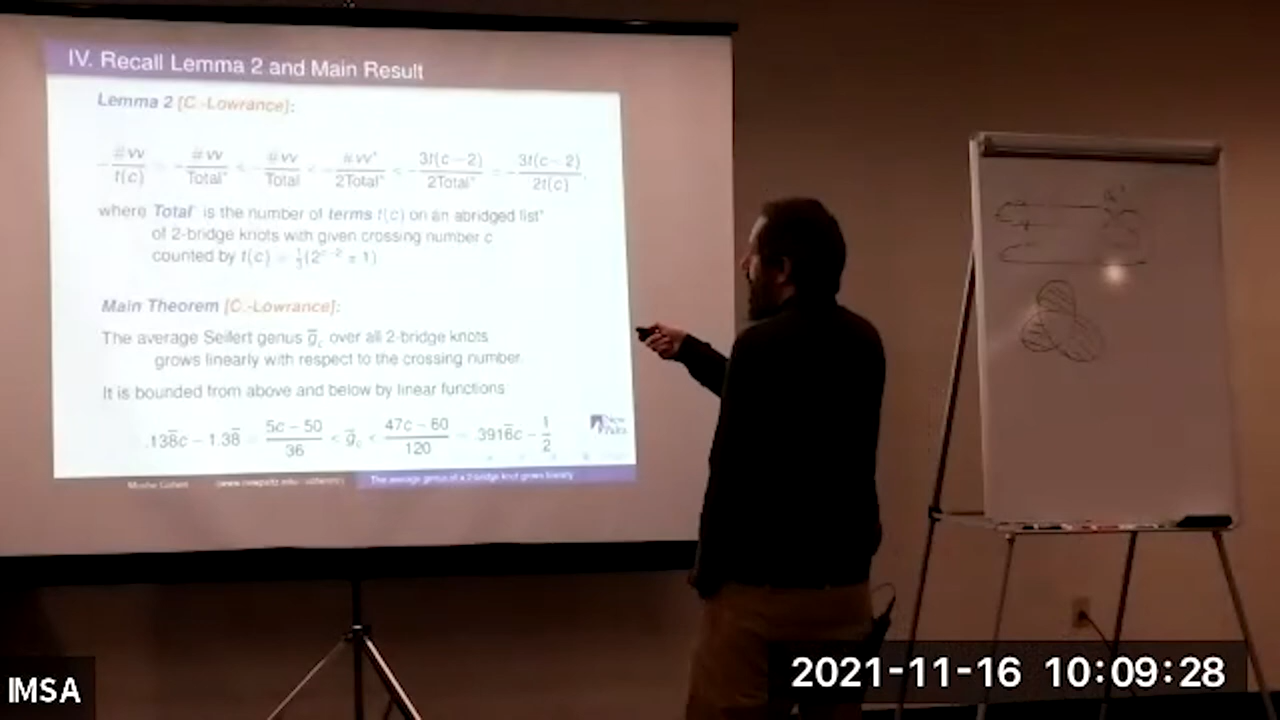 IV. Recall Lemma 2 and Main Result
Lemma 2 [C.-Lowrance]:
- #vv / t(c) = - #vv / Total* < - #vv / Total < - #vv* / 2Total* < - 3t(c - 2) / 2Total* = - 3t(c - 2) / 2t(c),
where Total* is the number of terms t(c) on an abridged list*
of 2-bridge knots with given crossing number c
counted by t(c) = 1/3(2^{c-2} ± 1)
Main Theorem [C.-Lowrance]:
The average Seifert genus g̅_c over all 2-bridge knots
grows linearly with respect to the crossing number.
It is bounded from above and below by linear functions
.138̅c - 1.38̅ = 5c - 50 / 36 < g̅_c < 47c - 60 / 120 = .3916̅c - 1/2
New Paltz
Moshe Cohen
The average genus of a 2-bridge knot grows linearly
IMSA
2021-11-16 10:09:28